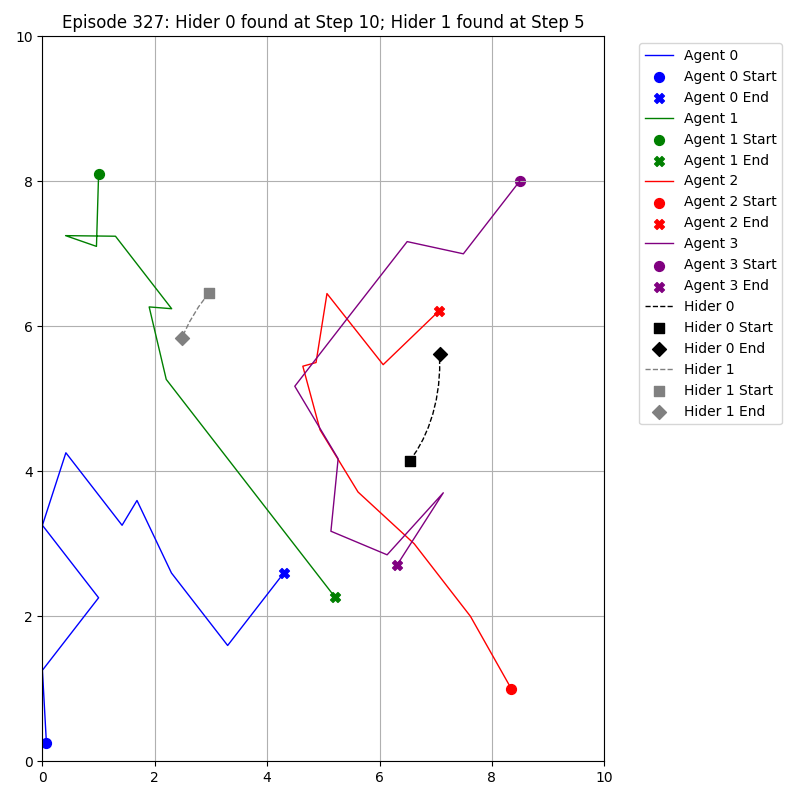 Episode 327: Hider 0 found at Step 10; Hider 1 found at Step 5
10
8
6
4
2
0
0
2
4
6
8
10
Agent 0
Agent 0 Start
Agent 0 End
Agent 1
Agent 1 Start
Agent 1 End
Agent 2
Agent 2 Start
Agent 2 End
Agent 3
Agent 3 Start
Agent 3 End
Hider 0
Hider 0 Start
Hider 0 End
Hider 1
Hider 1 Start
Hider 1 End